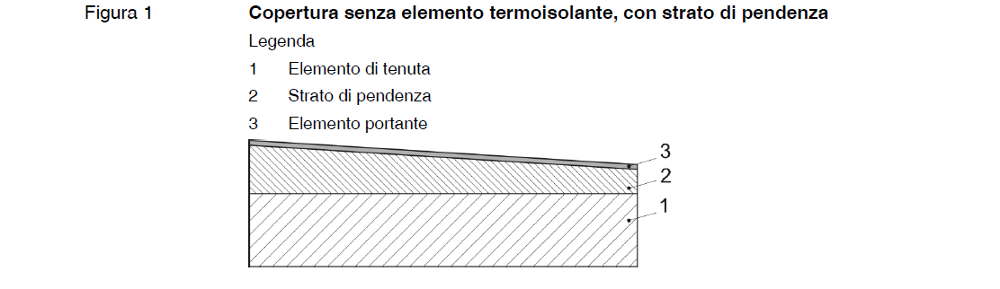 Figura 1 Copertura senza elemento termoisolante, con strato di pendenza
Legenda
1 Elemento di tenuta
2 Strato di pendenza
3 Elemento portante
3
2
1